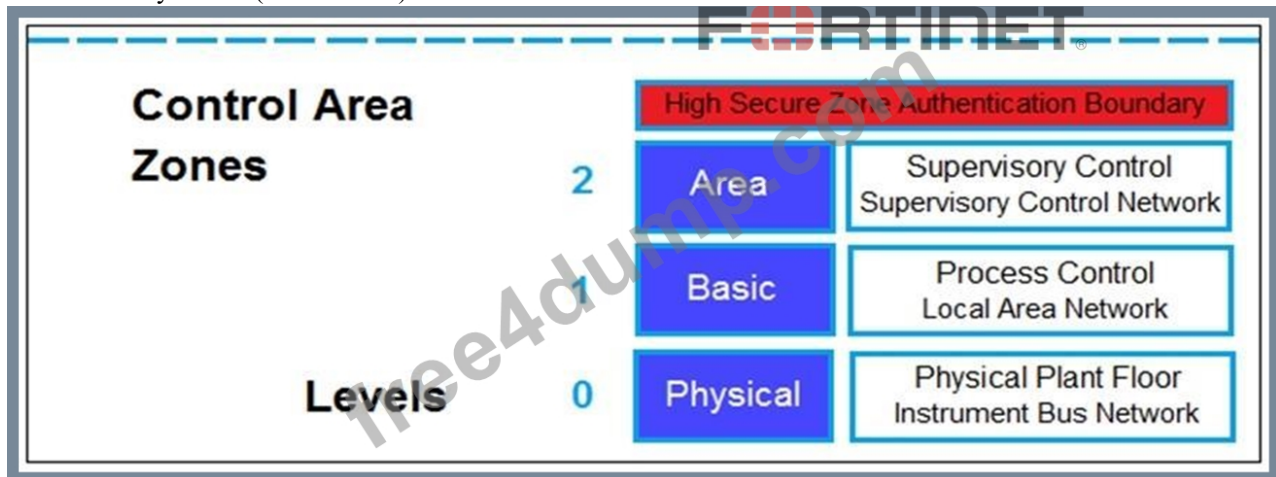 FORTINET®
Control Area
Zones
High Secure Zone Authentication Boundary
2
Area
Supervisory Control
Supervisory Control Network
1
Basic
Process Control
Local Area Network
Levels
0
Physical
Physical Plant Floor
Instrument Bus Network
free4dump.com